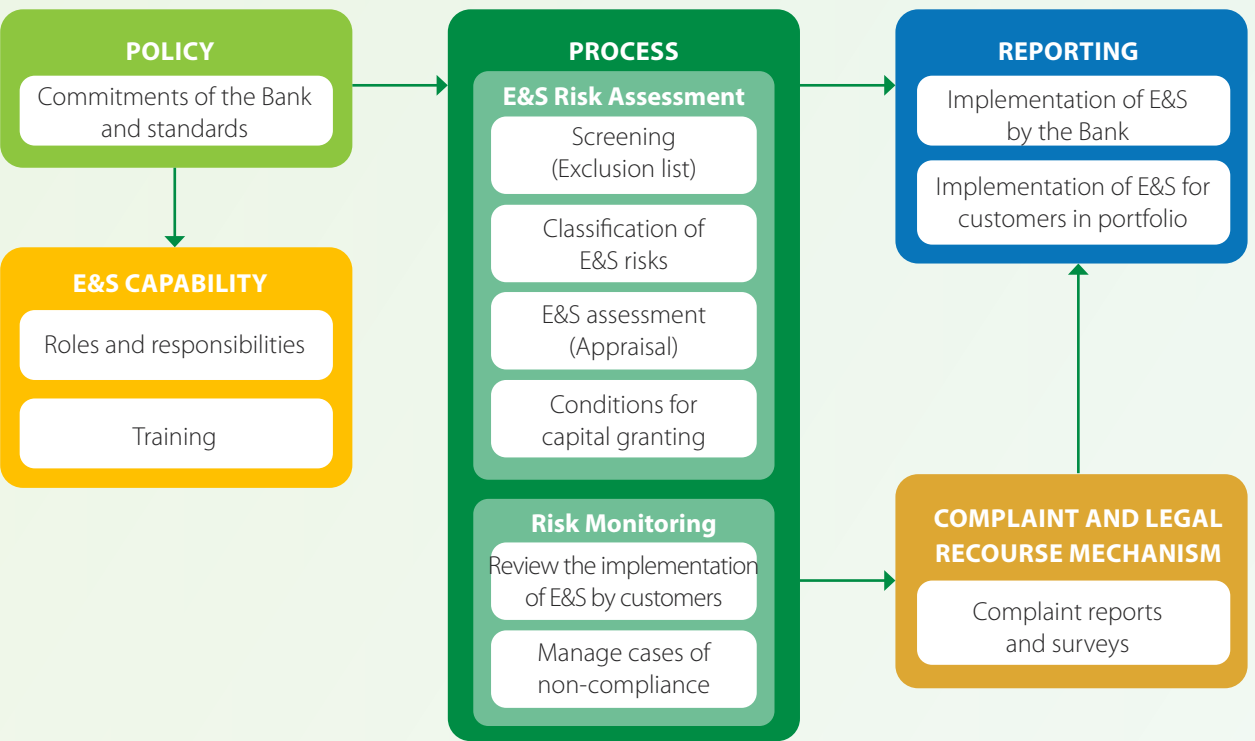 POLICY
Commitments of the Bank
and standards
E&S CAPABILITY
Roles and responsibilities
Training
PROCESS
E&S Risk Assessment
Screening
(Exclusion list)
Classification of
E&S risks
E&S assessment
(Appraisal)
Conditions for
capital granting
Risk Monitoring
Review the implementation
of E&S by customers
Manage cases of
non-compliance
REPORTING
Implementation of E&S
by the Bank
Implementation of E&S for
customers in portfolio
COMPLAINT AND LEGAL
RECOURSE MECHANISM
Complaint reports
and surveys